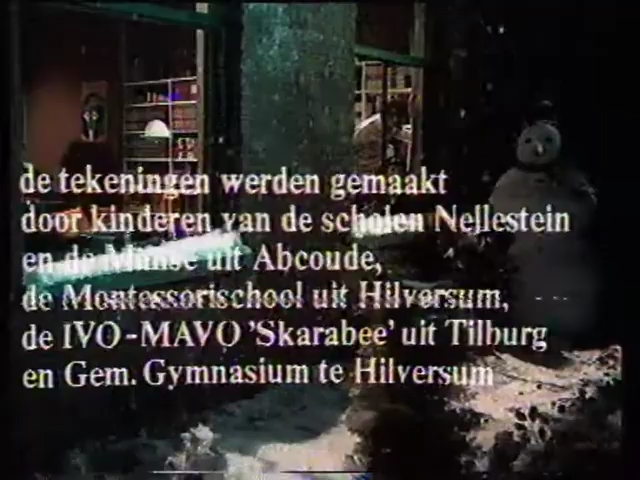 de tekeningen werden gemaakt
door kinderen van de scholen Nellestein
en de uit Abcoude,
de Montessorischool uit Hilversum,
de IVO-MAVO 'Skarabee' uit Tilburg
en Gem. Gymnasium te Hilversum